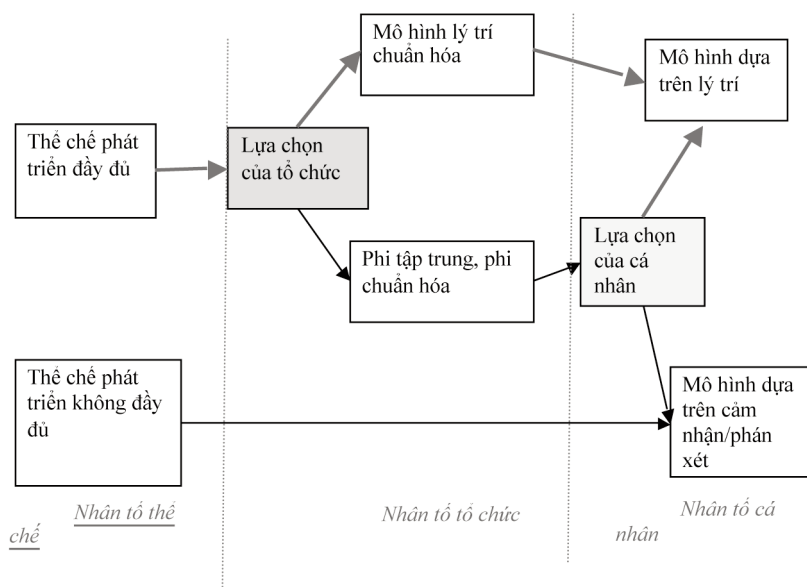 Mô hình lý trí
chuẩn hóa
Mô hình dựa
trên lý trí
Thể chế phát
triển đầy đủ
Lựa chọn
của tổ chức
Phi tập trung, phi
chuẩn hóa
Lựa chọn
của cá
nhân
Thể chế phát
triển không đầy
đủ
Mô hình dựa
trên cảm
nhận/phán
xét
Nhân tố thể
chế
Nhân tố tổ chức
Nhân tố cá
nhân